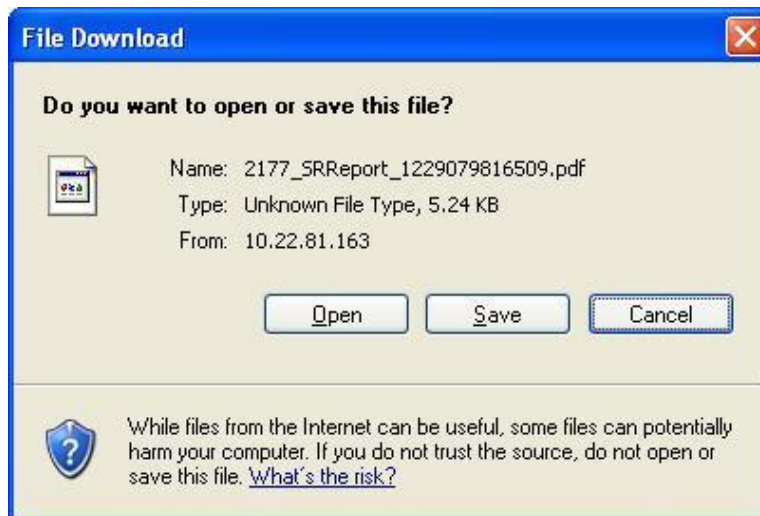 File Download
Do you want to open or save this file?
Name: 2177_SRReport_1229079816509.pdf
Type: Unknown File Type, 5.24 KB
From: 10.22.81.163
Open Save Cancel
While files from the Internet can be useful, some files can potentially
harm your computer. If you do not trust the source, do not open or
save this file. What's the risk?